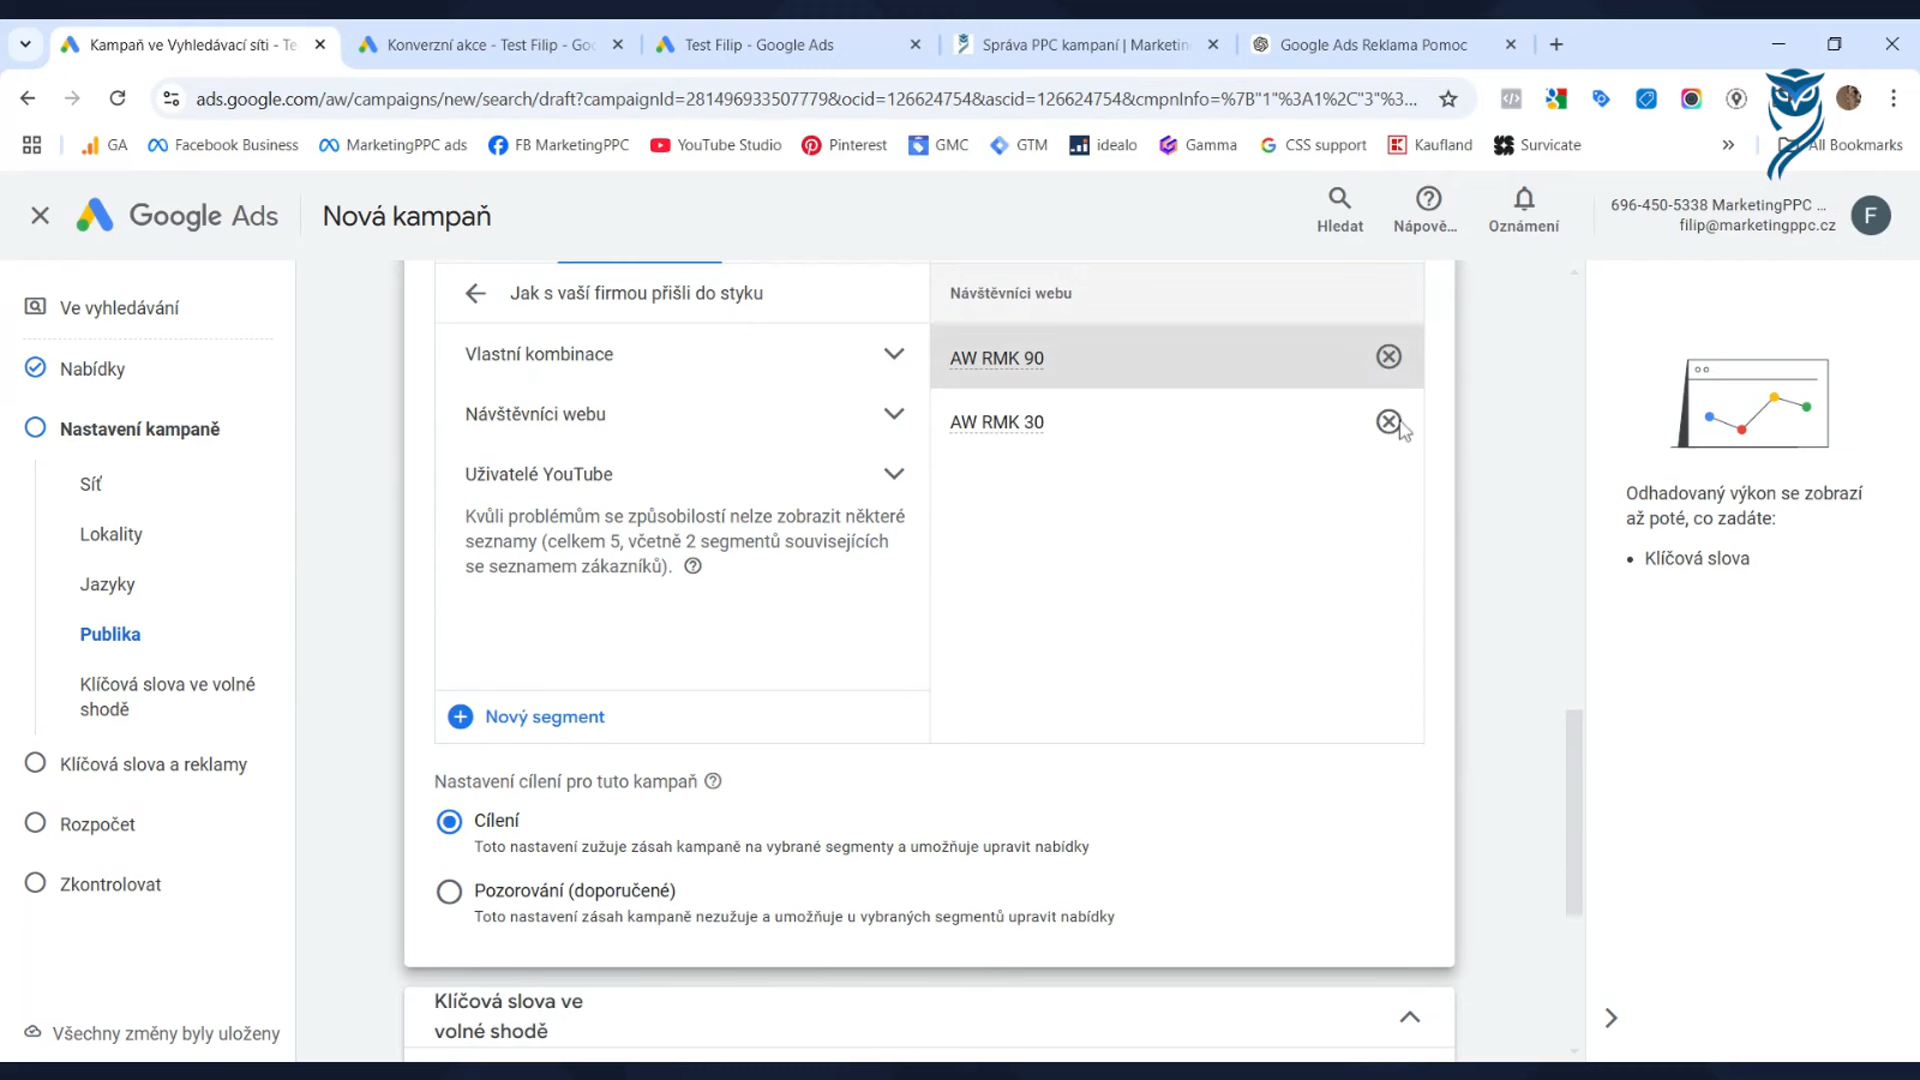 Kampaň ve Vyhledávací síti - Te
Konverzní akce - Test Filip - Goo
Test Filip - Google Ads
Správa PPC kampaní | Marketin
Google Ads Reklama Pomoc
ads.google.com/aw/campaigns/new/search/draft?campaignId=281496933507779&ocid=126624754&ascid=126624754&cmpnInfo=%7B"1"%3A1%2C"3"%3...
GA
Facebook Business
MarketingPPC ads
FB MarketingPPC
YouTube Studio
Pinterest
GMC
GTM
idealo
Gamma
CSS support
Kaufland
Survicate
All Bookmarks
Google Ads
Nová kampaň
Hledat
Nápově...
Oznámení
696-450-5338 MarketingPPC ...
filip@marketingppc.cz
F
Ve vyhledávání
Nabídky
Nastavení kampaně
Síť
Lokality
Jazyky
Publika
Klíčová slova ve volné
shodě
Klíčová slova a reklamy
Rozpočet
Zkontrolovat
Všechny změny byly uloženy
Jak s vaší firmou přišli do styku
Vlastní kombinace
Návštěvníci webu
Uživatelé YouTube
Kvůli problémům se způsobilostí nelze zobrazit některé
seznamy (celkem 5, včetně 2 segmentů souvisejících
se seznamem zákazníků).
Nový segment
Návštěvníci webu
AW RMK 90
AW RMK 30
Nastavení cílení pro tuto kampaň
Cílení
Toto nastavení zužuje zásah kampaně na vybrané segmenty a umožňuje upravit nabídky
Pozorování (doporučené)
Toto nastavení zásah kampaně nezužuje a umožňuje u vybraných segmentů upravit nabídky
Klíčová slova ve
volné shodě
Odhadovaný výkon se zobrazí
až poté, co zadáte:
• Klíčová slova